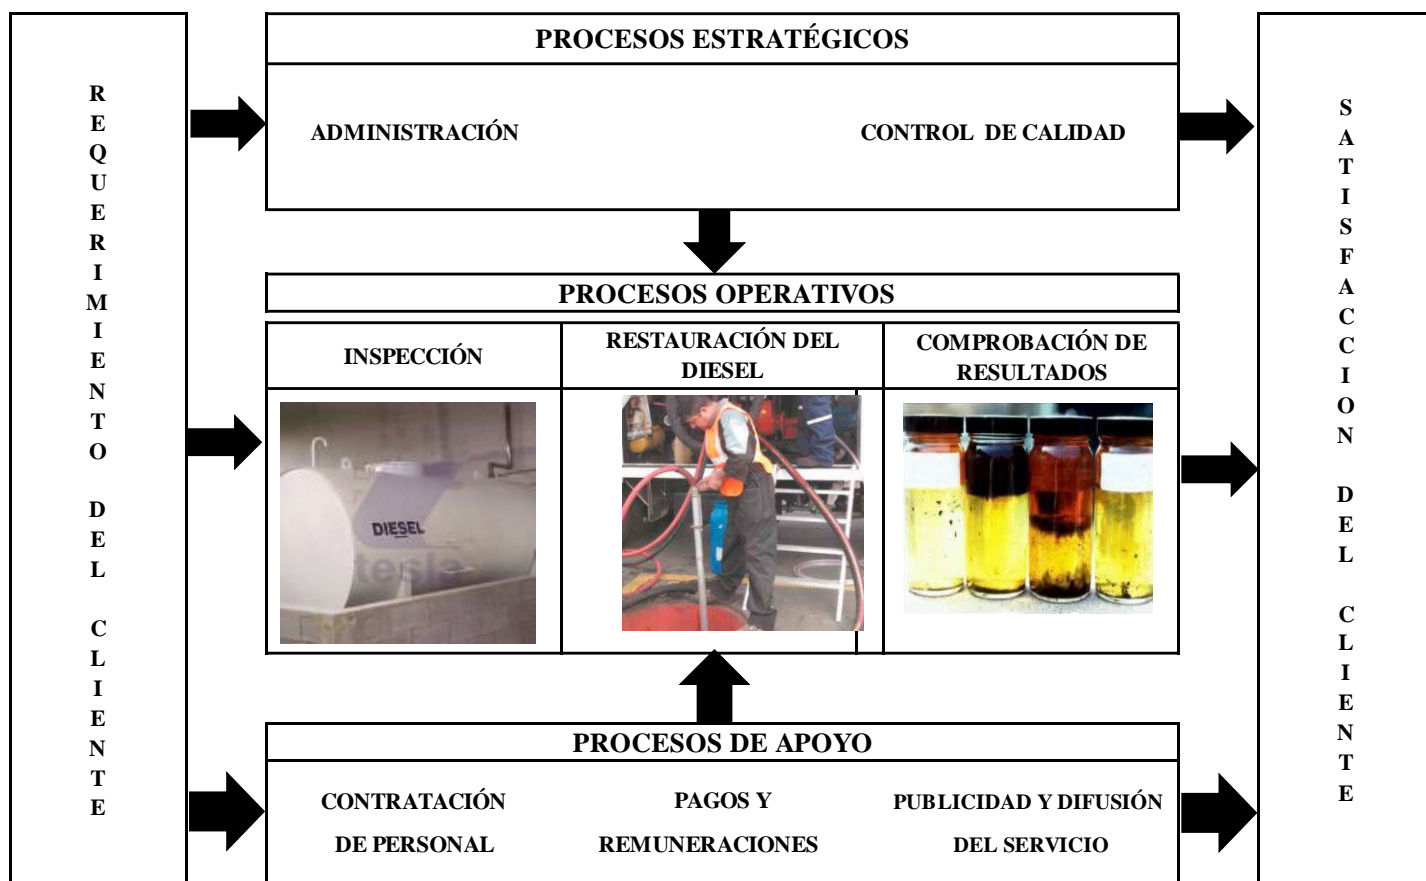 REQUERIMIENTO DEL CLIENTE
PROCESOS ESTRATÉGICOS
ADMINISTRACIÓN
CONTROL DE CALIDAD
PROCESOS OPERATIVOS
INSPECCIÓN
RESTAURACIÓN DEL
DIESEL
COMPROBACIÓN DE
RESULTADOS
DIESEL
tesla
PROCESOS DE APOYO
CONTRATACIÓN
DE PERSONAL
PAGOS Y
REMUNERACIONES
PUBLICIDAD Y DIFUSIÓN
DEL SERVICIO
SATISFACCION DEL CLIENTE